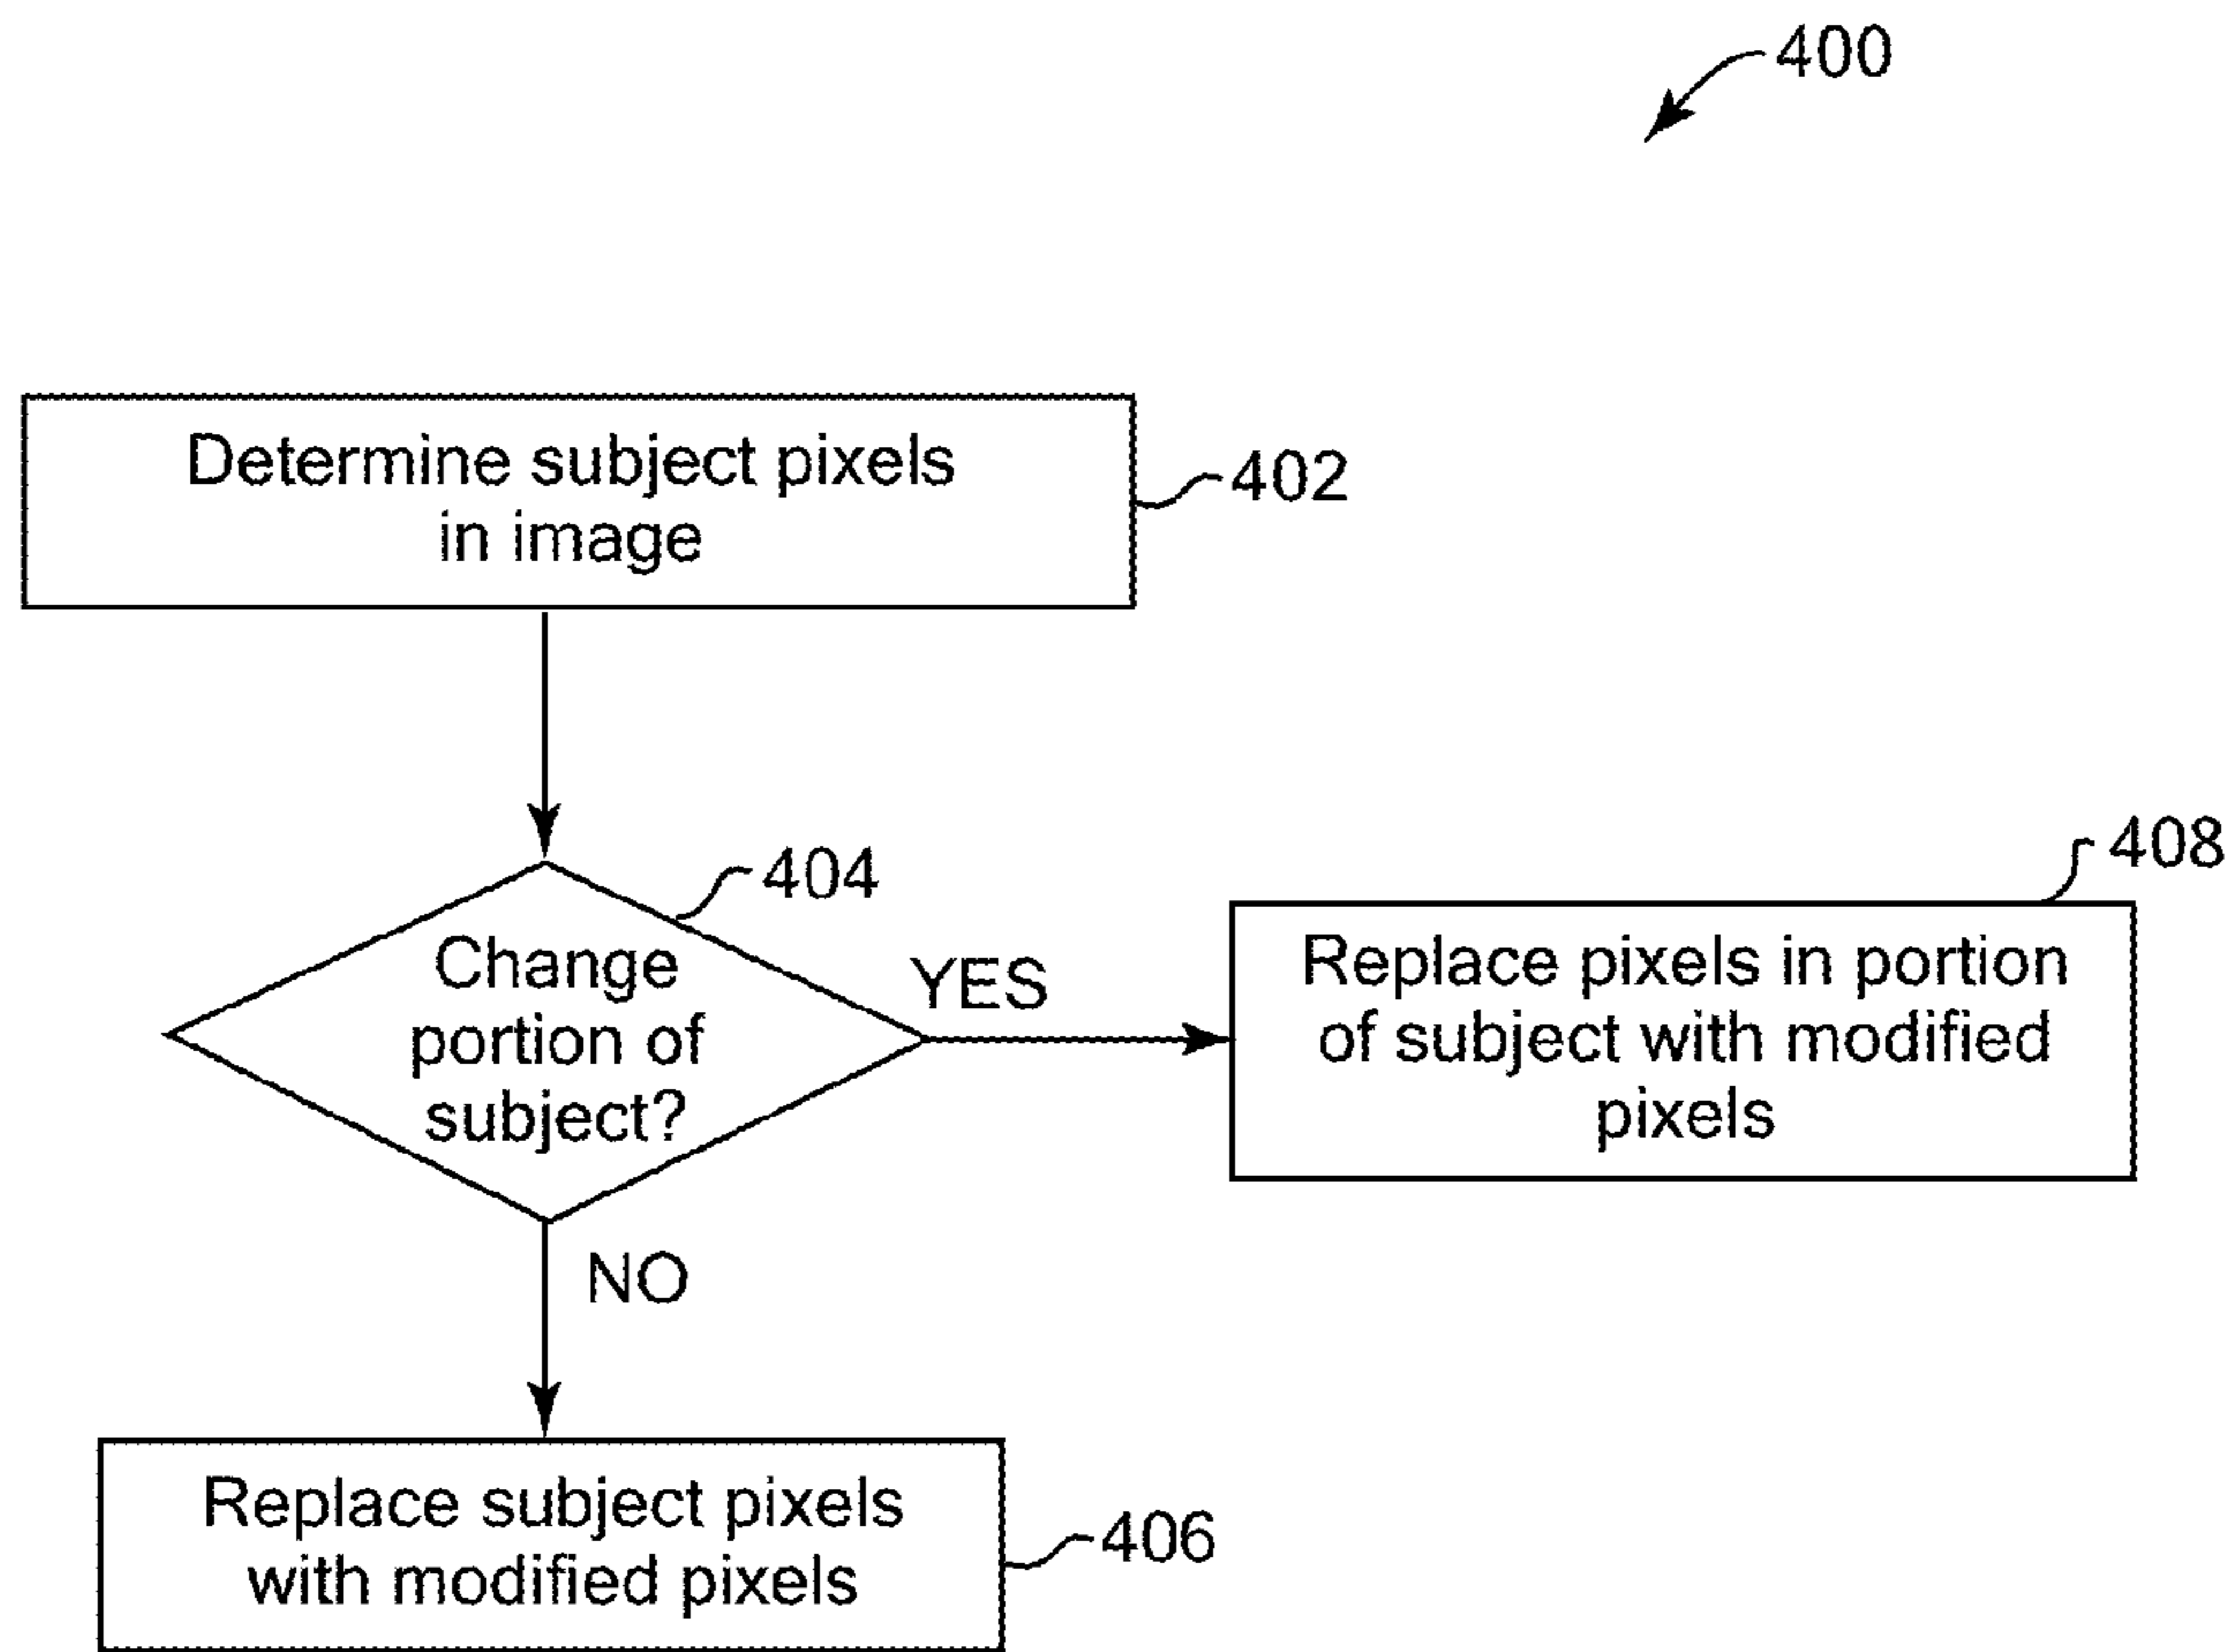 400
Determine subject pixels
in image
402
404
Change
portion of
subject?
YES
408
Replace pixels in portion
of subject with modified
pixels
NO
Replace subject pixels
with modified pixels
406